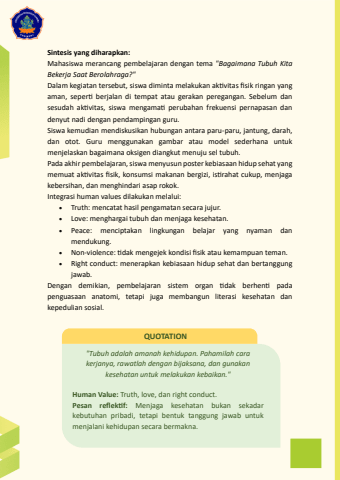 Sintesis yang diharapkan:
Mahasiswa merancang pembelajaran dengan tema "Bagaimana Tubuh Kita
Bekerja Saat Berolahraga?"
Dalam kegiatan tersebut, siswa diminta melakukan aktivitas fisik ringan yang
aman, seperti berjalan di tempat atau gerakan peregangan. Sebelum dan
sesudah aktivitas, siswa mengamati perubahan frekuensi pernapasan dan
denyut nadi dengan pendampingan guru.
Siswa kemudian mendiskusikan hubungan antara paru-paru, jantung, darah,
dan otot. Guru menggunakan gambar atau model sederhana untuk
menjelaskan bagaimana oksigen diangkut menuju sel tubuh.
Pada akhir pembelajaran, siswa menyusun poster kebiasaan hidup sehat yang
memuat aktivitas fisik, konsumsi makanan bergizi, istirahat cukup, menjaga
kebersihan, dan menghindari asap rokok.
Integrasi human values dilakukan melalui:
• Truth: mencatat hasil pengamatan secara jujur.
• Love: menghargai tubuh dan menjaga kesehatan.
• Peace: menciptakan lingkungan belajar yang nyaman dan
mendukung.
• Non-violence: tidak mengejek kondisi fisik atau kemampuan teman.
• Right conduct: menerapkan kebiasaan hidup sehat dan bertanggung
jawab.
Dengan demikian, pembelajaran sistem organ tidak berhenti pada
penguasaan anatomi, tetapi juga membangun literasi kesehatan dan
kepedulian sosial.
QUOTATION
"Tubuh adalah amanah kehidupan. Pahamilah cara
kerjanya, rawatlah dengan bijaksana, dan gunakan
kesehatan untuk melakukan kebaikan."
Human Value: Truth, love, dan right conduct.
Pesan reflektif: Menjaga kesehatan bukan sekadar
kebutuhan pribadi, tetapi bentuk tanggung jawab untuk
menjalani kehidupan secara bermakna.